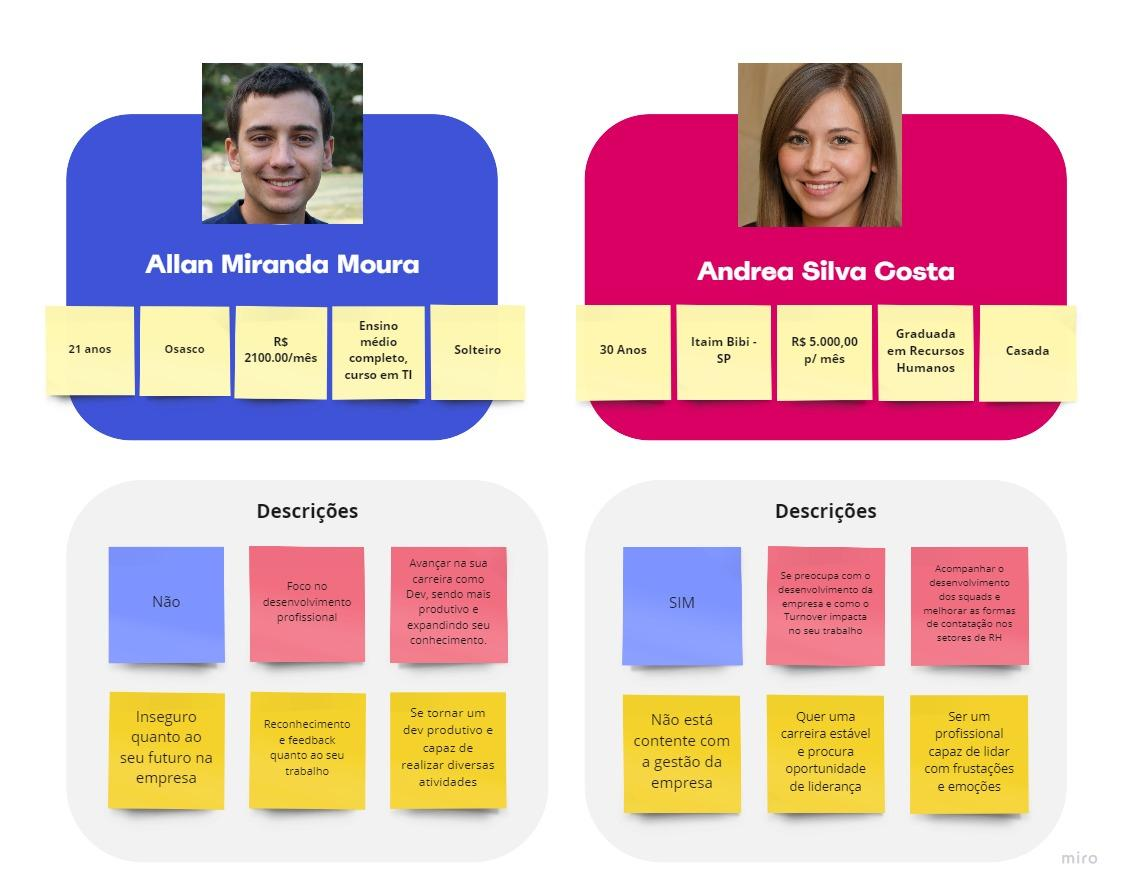 Allan Miranda Moura
21 anos
Osasco
R$
2100.00/mês
Ensino
médio
completo,
curso em TI
Solteiro
Andrea Silva Costa
30 Anos
Itaim Bibi -
SP
R$ 5.000,00
p/ mês
Graduada
em Recursos
Humanos
Casada
Descrições
Não
Foco no
desenvolvimento
profissional
Avançar na sua
carreira como
Dev, sendo mais
produtivo e
expandindo seu
conhecimento.
Inseguro
quanto ao
seu futuro na
empresa
Reconhecimento
e feedback
quanto ao seu
trabalho
Se tornar um
dev produtivo e
capaz de
realizar diversas
atividades
Descrições
SIM
Se preocupa com o
desenvolvimento da
empresa e como o
Turnover impacta
no seu trabalho
Acompanhar o
desenvolvimento
dos squads e
melhorar as formas
de contatação nos
setores de RH
Não está
contente com
a gestão da
empresa
Quer uma
carreira estável
e procura
oportunidade
de liderança
Ser um
profissional
capaz de lidar
com frustações
e emoções
miro